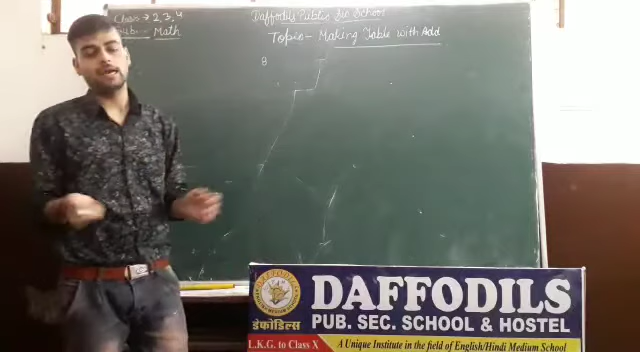 Class → 2,3,4
Sub:- Math
Daffodils Public Sec School
Topic- Making Table with Add
8
DAFFODILS
डेफोडिल्स
PUB. SEC. SCHOOL & HOSTEL
L.K.G. to Class X
A Unique Institute in the field of English/Hindi Medium School